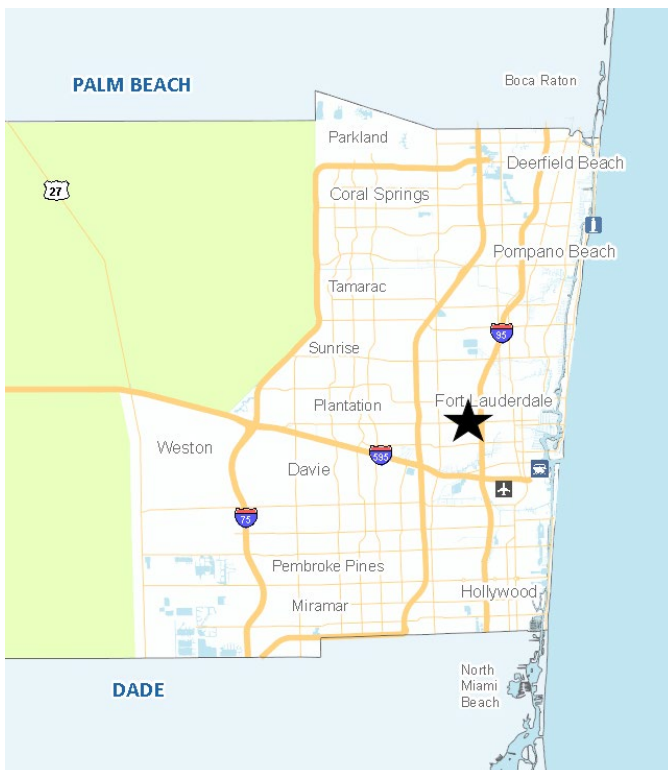 Boca Raton
PALM BEACH
Parkland
Deerfield Beach
27
Coral Springs
Pompano Beach
Tamarac
95
Sunrise
Fort Lauderdale
Plantation
Weston
595
Davie
75
Pembroke Pines
Hollywood
Miramar
North
Miami
Beach
DADE